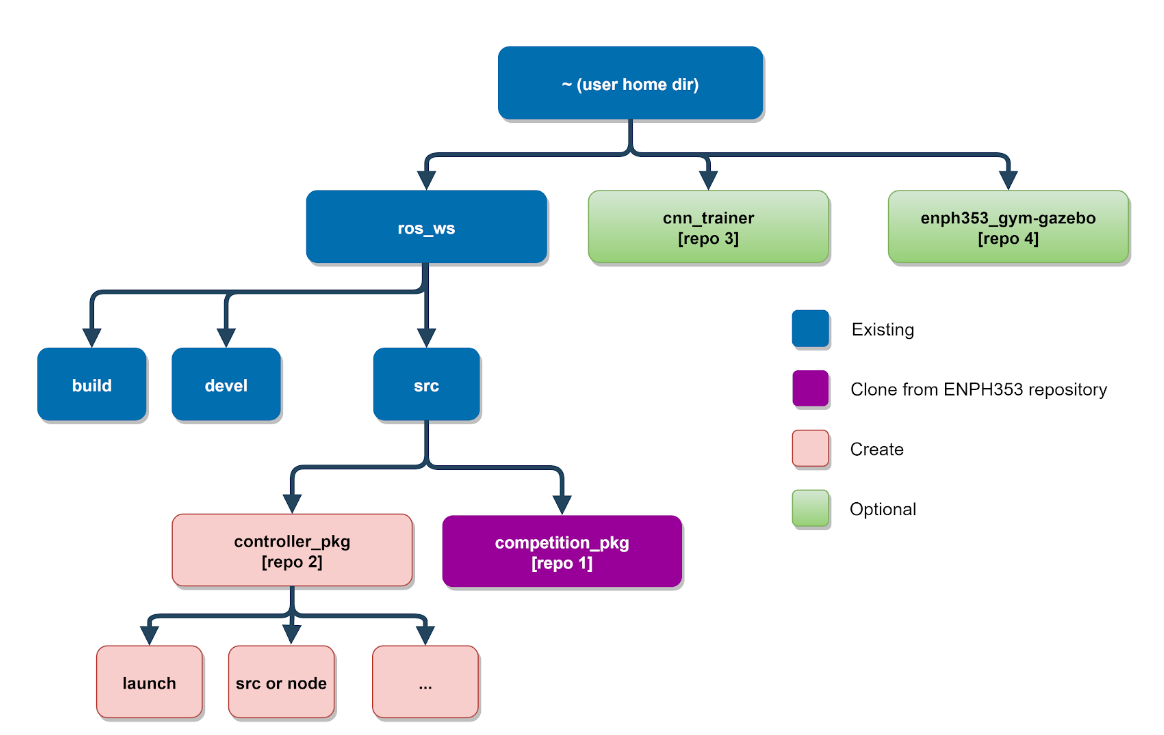 ~ (user home dir)
ros_ws
cnn_trainer
[repo 3]
enph353_gym-gazebo
[repo 4]
Existing
build
devel
src
Clone from ENPH353 repository
Create
Optional
controller_pkg
[repo 2]
competition_pkg
[repo 1]
launch
src or node
...